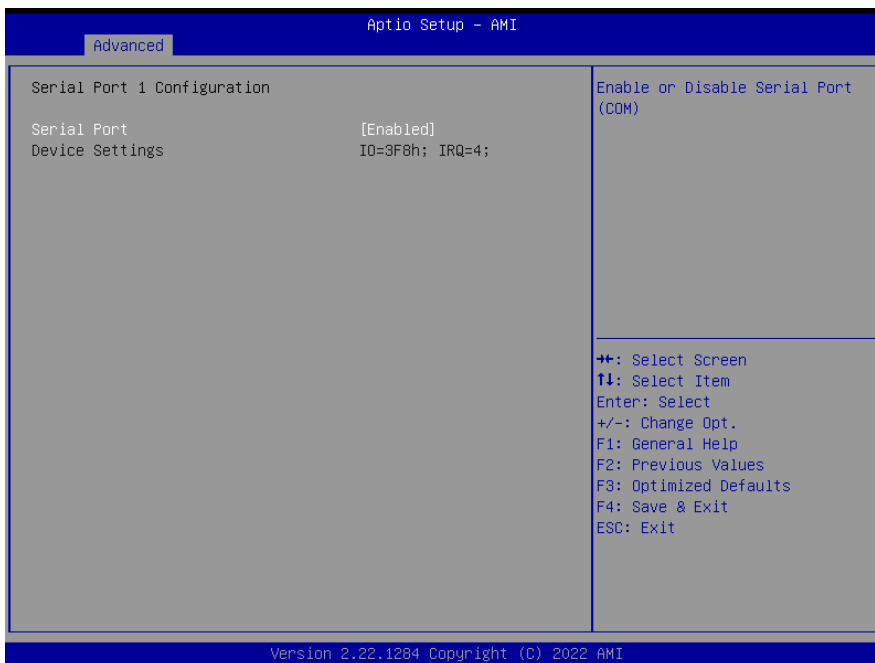 Aptio Setup - AMI
Advanced
Serial Port 1 Configuration
Serial Port [Enabled]
Device Settings IO=3F8h; IRQ=4;
Enable or Disable Serial Port
(COM)
→←: Select Screen
↑↓: Select Item
Enter: Select
+/-: Change Opt.
F1: General Help
F2: Previous Values
F3: Optimized Defaults
F4: Save & Exit
ESC: Exit
Version 2.22.1284 Copyright (C) 2022 AMI